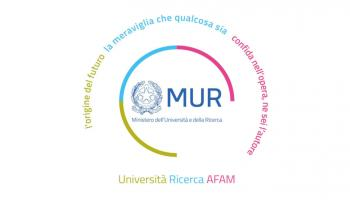 l'origine del futuro
la meraviglia che qualcosa sia
confida nell'opera, ne sei l'autore
MUR
Ministero dell'Università e della Ricerca
Università Ricerca AFAM